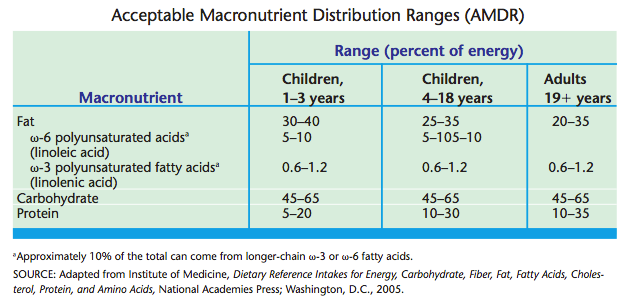 Acceptable Macronutrient Distribution Ranges (AMDR)
Range (percent of energy)
Macronutrient Children, 1–3 years Children, 4–18 years Adults 19+ years
Fat 30–40 25–35 20–35
ω-6 polyunsaturated acidsᵃ 5–10 5–105–10
(linoleic acid)
ω-3 polyunsaturated fatty acidsᵃ 0.6–1.2 0.6–1.2 0.6–1.2
(linolenic acid)
Carbohydrate 45–65 45–65 45–65
Protein 5–20 10–30 10–35
ᵃApproximately 10% of the total can come from longer-chain ω-3 or ω-6 fatty acids.
SOURCE: Adapted from Institute of Medicine, Dietary Reference Intakes for Energy, Carbohydrate, Fiber, Fat, Fatty Acids, Choles-
terol, Protein, and Amino Acids, National Academies Press; Washington, D.C., 2005.